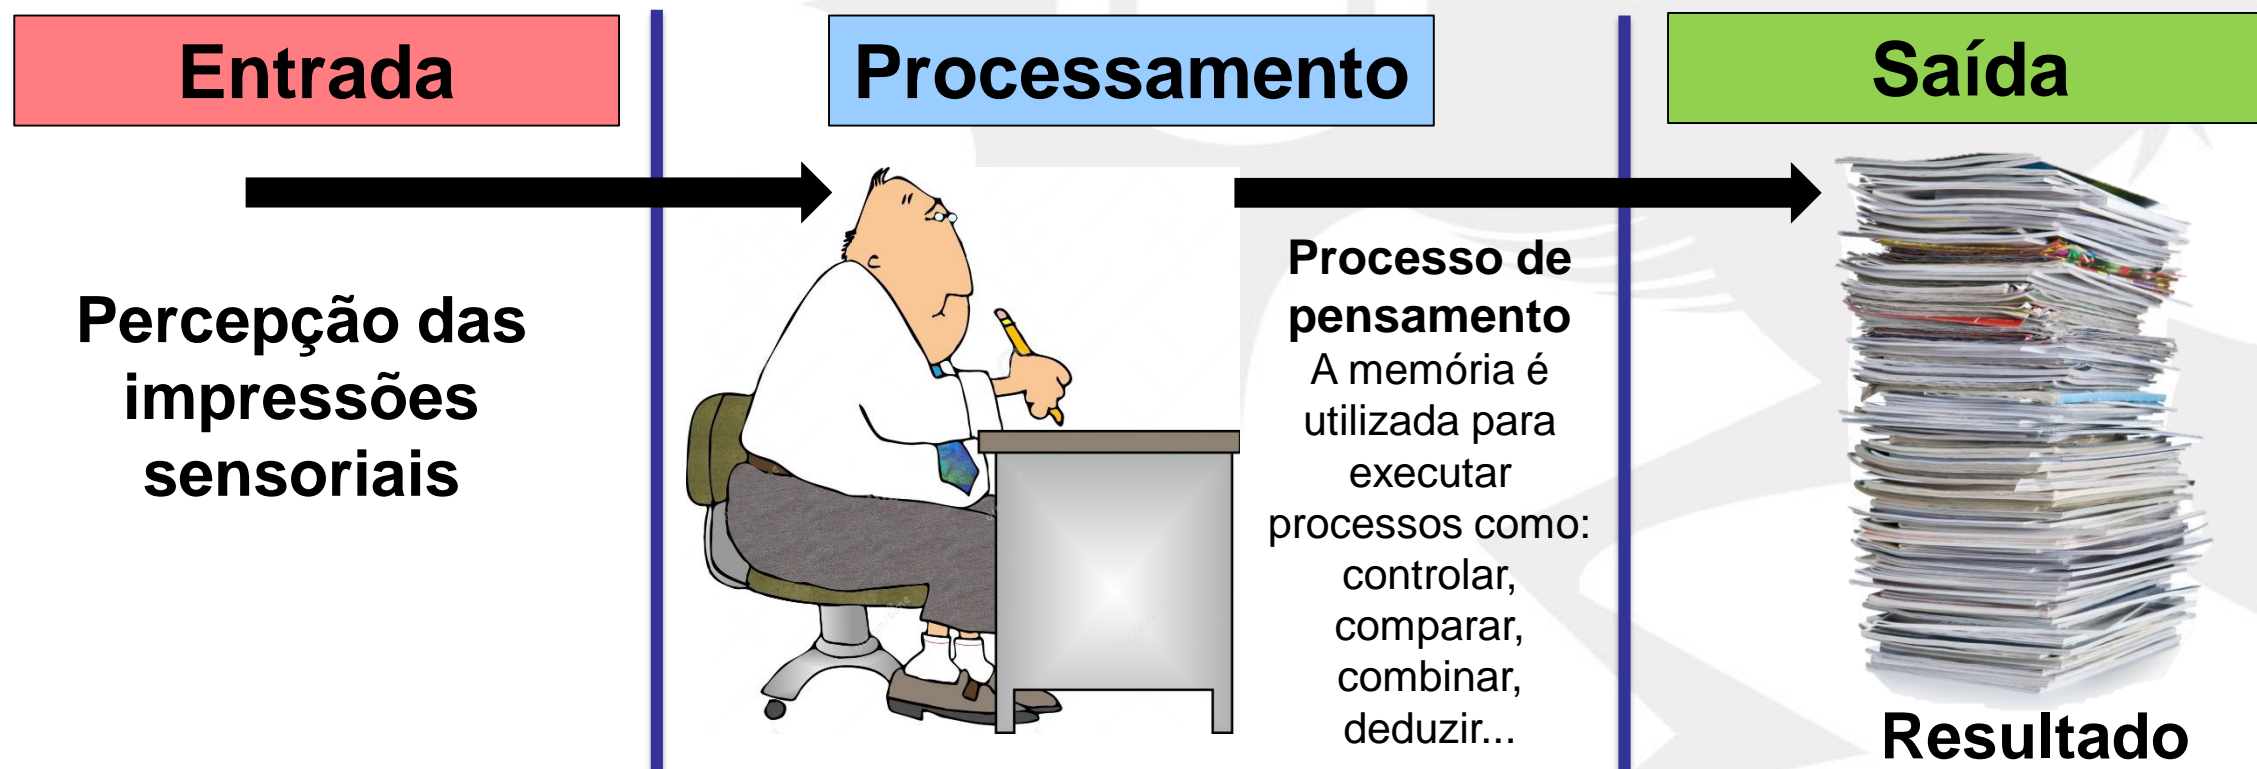 Entrada
Percepção das
impressões
sensoriais
Processamento
Processo de
pensamento
A memória é
utilizada para
executar
processos como:
controlar,
comparar,
combinar,
deduzir...
Saída
Resultado